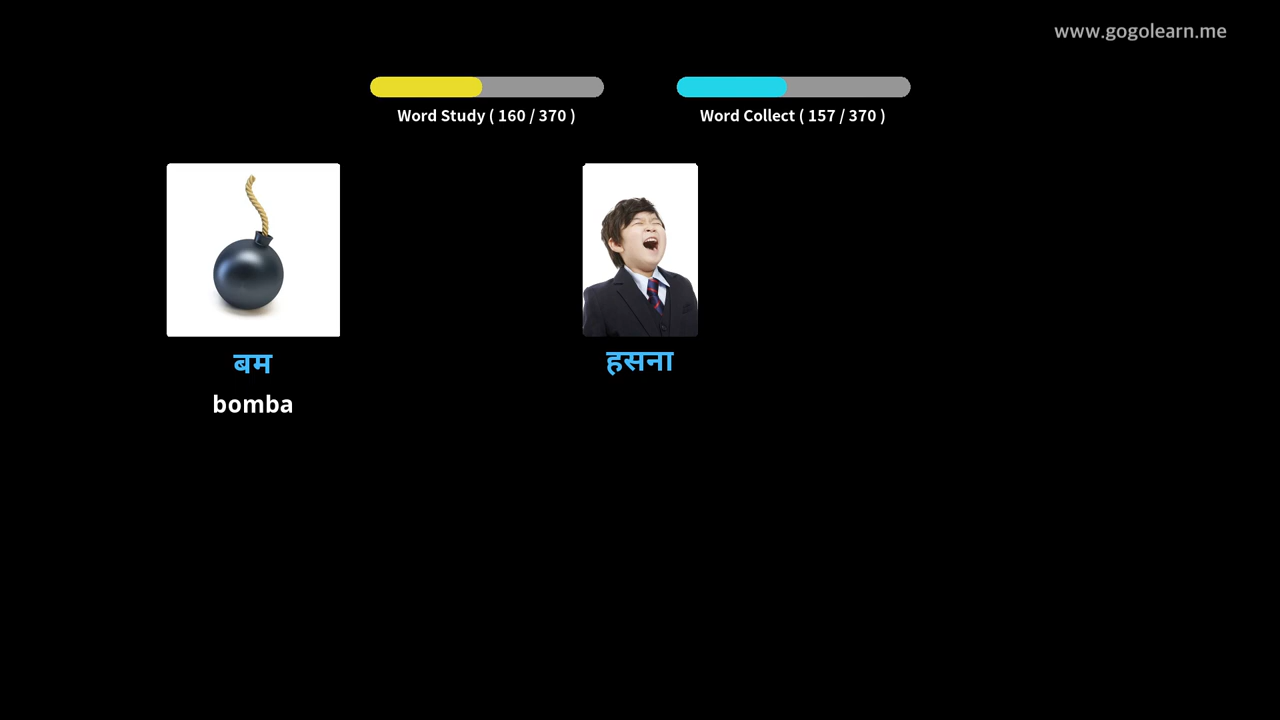 www.gogolearn.me
Word Study ( 160 / 370 )
Word Collect ( 157 / 370 )
बम
हसना
bomba